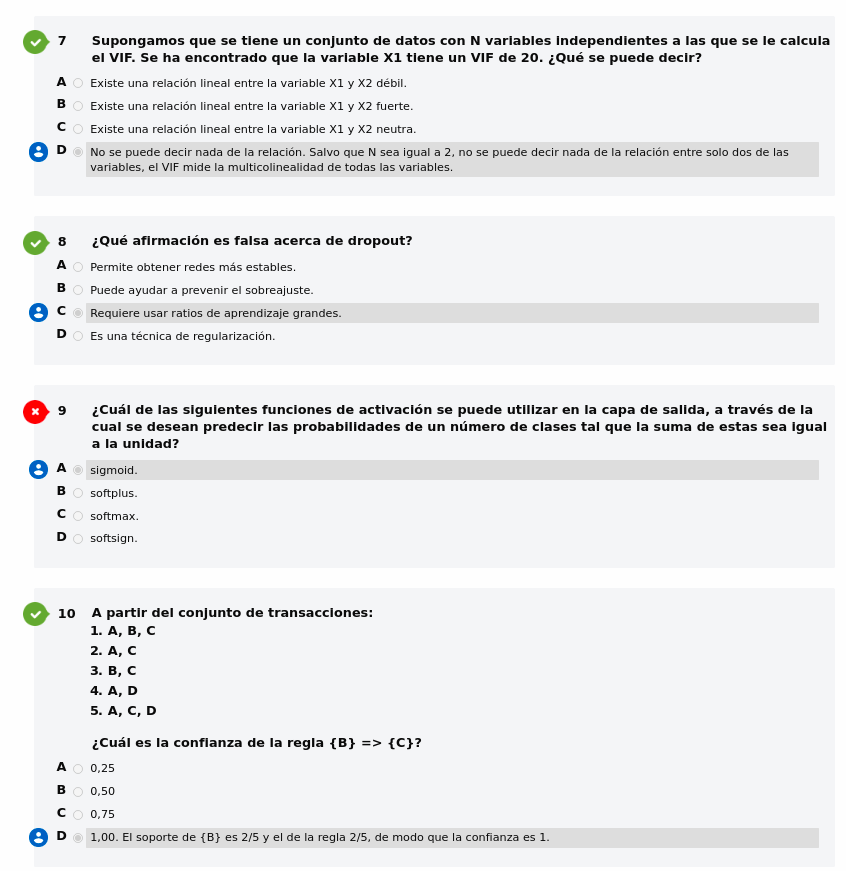 7 Supongamos que se tiene un conjunto de datos con N variables independientes a las que se le calcula
el VIF. Se ha encontrado que la variable X1 tiene un VIF de 20. ¿Qué se puede decir?
A Existe una relación lineal entre la variable X1 y X2 débil.
B Existe una relación lineal entre la variable X1 y X2 fuerte.
C Existe una relación lineal entre la variable X1 y X2 neutra.
D No se puede decir nada de la relación. Salvo que N sea igual a 2, no se puede decir nada de la relación entre solo dos de las
variables, el VIF mide la multicolinealidad de todas las variables.
8 ¿Qué afirmación es falsa acerca de dropout?
A Permite obtener redes más estables.
B Puede ayudar a prevenir el sobreajuste.
C Requiere usar ratios de aprendizaje grandes.
D Es una técnica de regularización.
9 ¿Cuál de las siguientes funciones de activación se puede utilizar en la capa de salida, a través de la
cual se desean predecir las probabilidades de un número de clases tal que la suma de estas sea igual
a la unidad?
A sigmoid.
B softplus.
C softmax.
D softsign.
10 A partir del conjunto de transacciones:
1. A, B, C
2. A, C
3. B, C
4. A, D
5. A, C, D
¿Cuál es la confianza de la regla {B} => {C}?
A 0,25
B 0,50
C 0,75
D 1,00. El soporte de {B} es 2/5 y el de la regla 2/5, de modo que la confianza es 1.